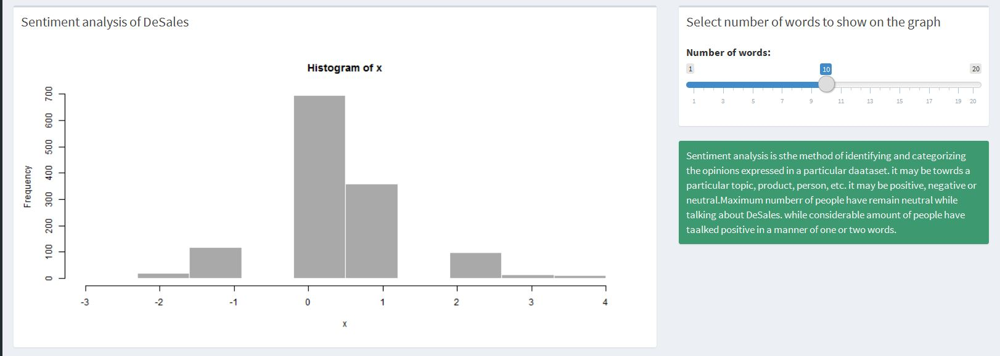 Sentiment analysis of DeSales
Histogram of x
Frequency
700
600
500
400
300
200
100
0
-3 -2 -1 0 1 2 3 4
x
Select number of words to show on the graph
Number of words:
1 10 20
1 3 5 7 9 11 13 15 17 19 20
Sentiment analysis is sthe method of identifying and categorizing
the opinions expressed in a particular daataset. it may be towrds a
particular topic, product, person, etc. it may be positive, negative or
neutral.Maximum numberr of people have remain neutral while
talking about DeSales. while considerable amount of people have
taalked positive in a manner of one or two words.